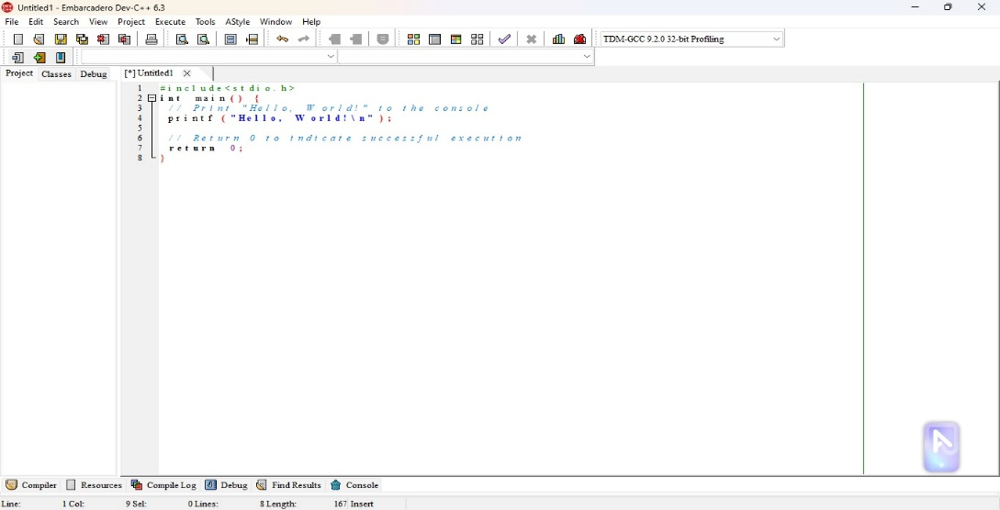 Untitled1 - Embarcadero Dev-C++ 6.3
File Edit Search View Project Execute Tools AStyle Window Help
TDM-GCC 9.2.0 32-bit Profiling
Project Classes Debug [*] Untitled1
1 #include<stdio.h>
2 int main() {
3 // Print "Hello, World!" to the console
4 printf ("Hello, World!\n");
5
6 // Return 0 to indicate successful execution
7 return 0;
8 }
Compiler Resources Compile Log Debug Find Results Console
Line: 1 Col: 9 Sel: 0 Lines: 8 Length: 167 Insert